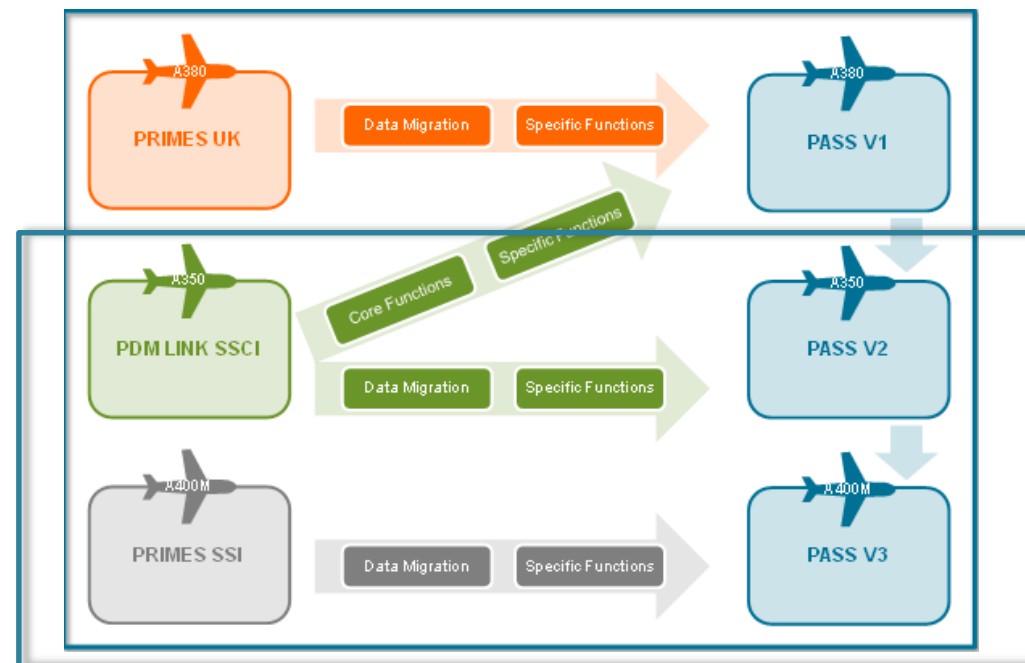 A380
PRIMES UK
Data Migration
Specific Functions
A380
PASS V1
Core Functions
Specific Functions
A350
PDM LINK SSCI
Data Migration
Specific Functions
A350
PASS V2
A400M
PRIMES SSI
Data Migration
Specific Functions
A400M
PASS V3